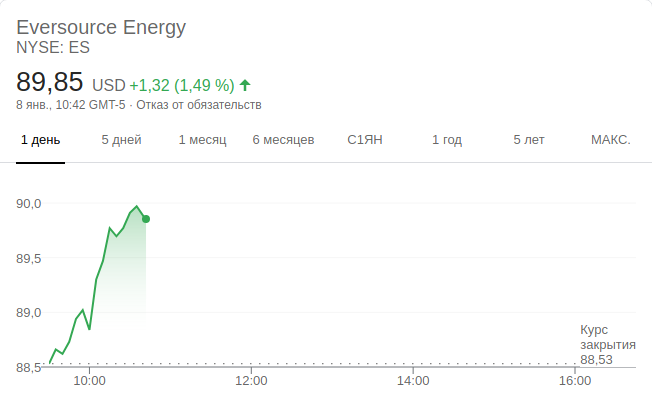 Eversource Energy
NYSE: ES
89,85 USD +1,32 (1,49 %)
8 янв., 10:42 GMT-5 · Отказ от обязательств
1 день 5 дней 1 месяц 6 месяцев С1ЯН 1 год 5 лет МАКС.
90,0
89,5
89,0
Курс
закрытия
88,53
88,5
10:00 12:00 14:00 16:00